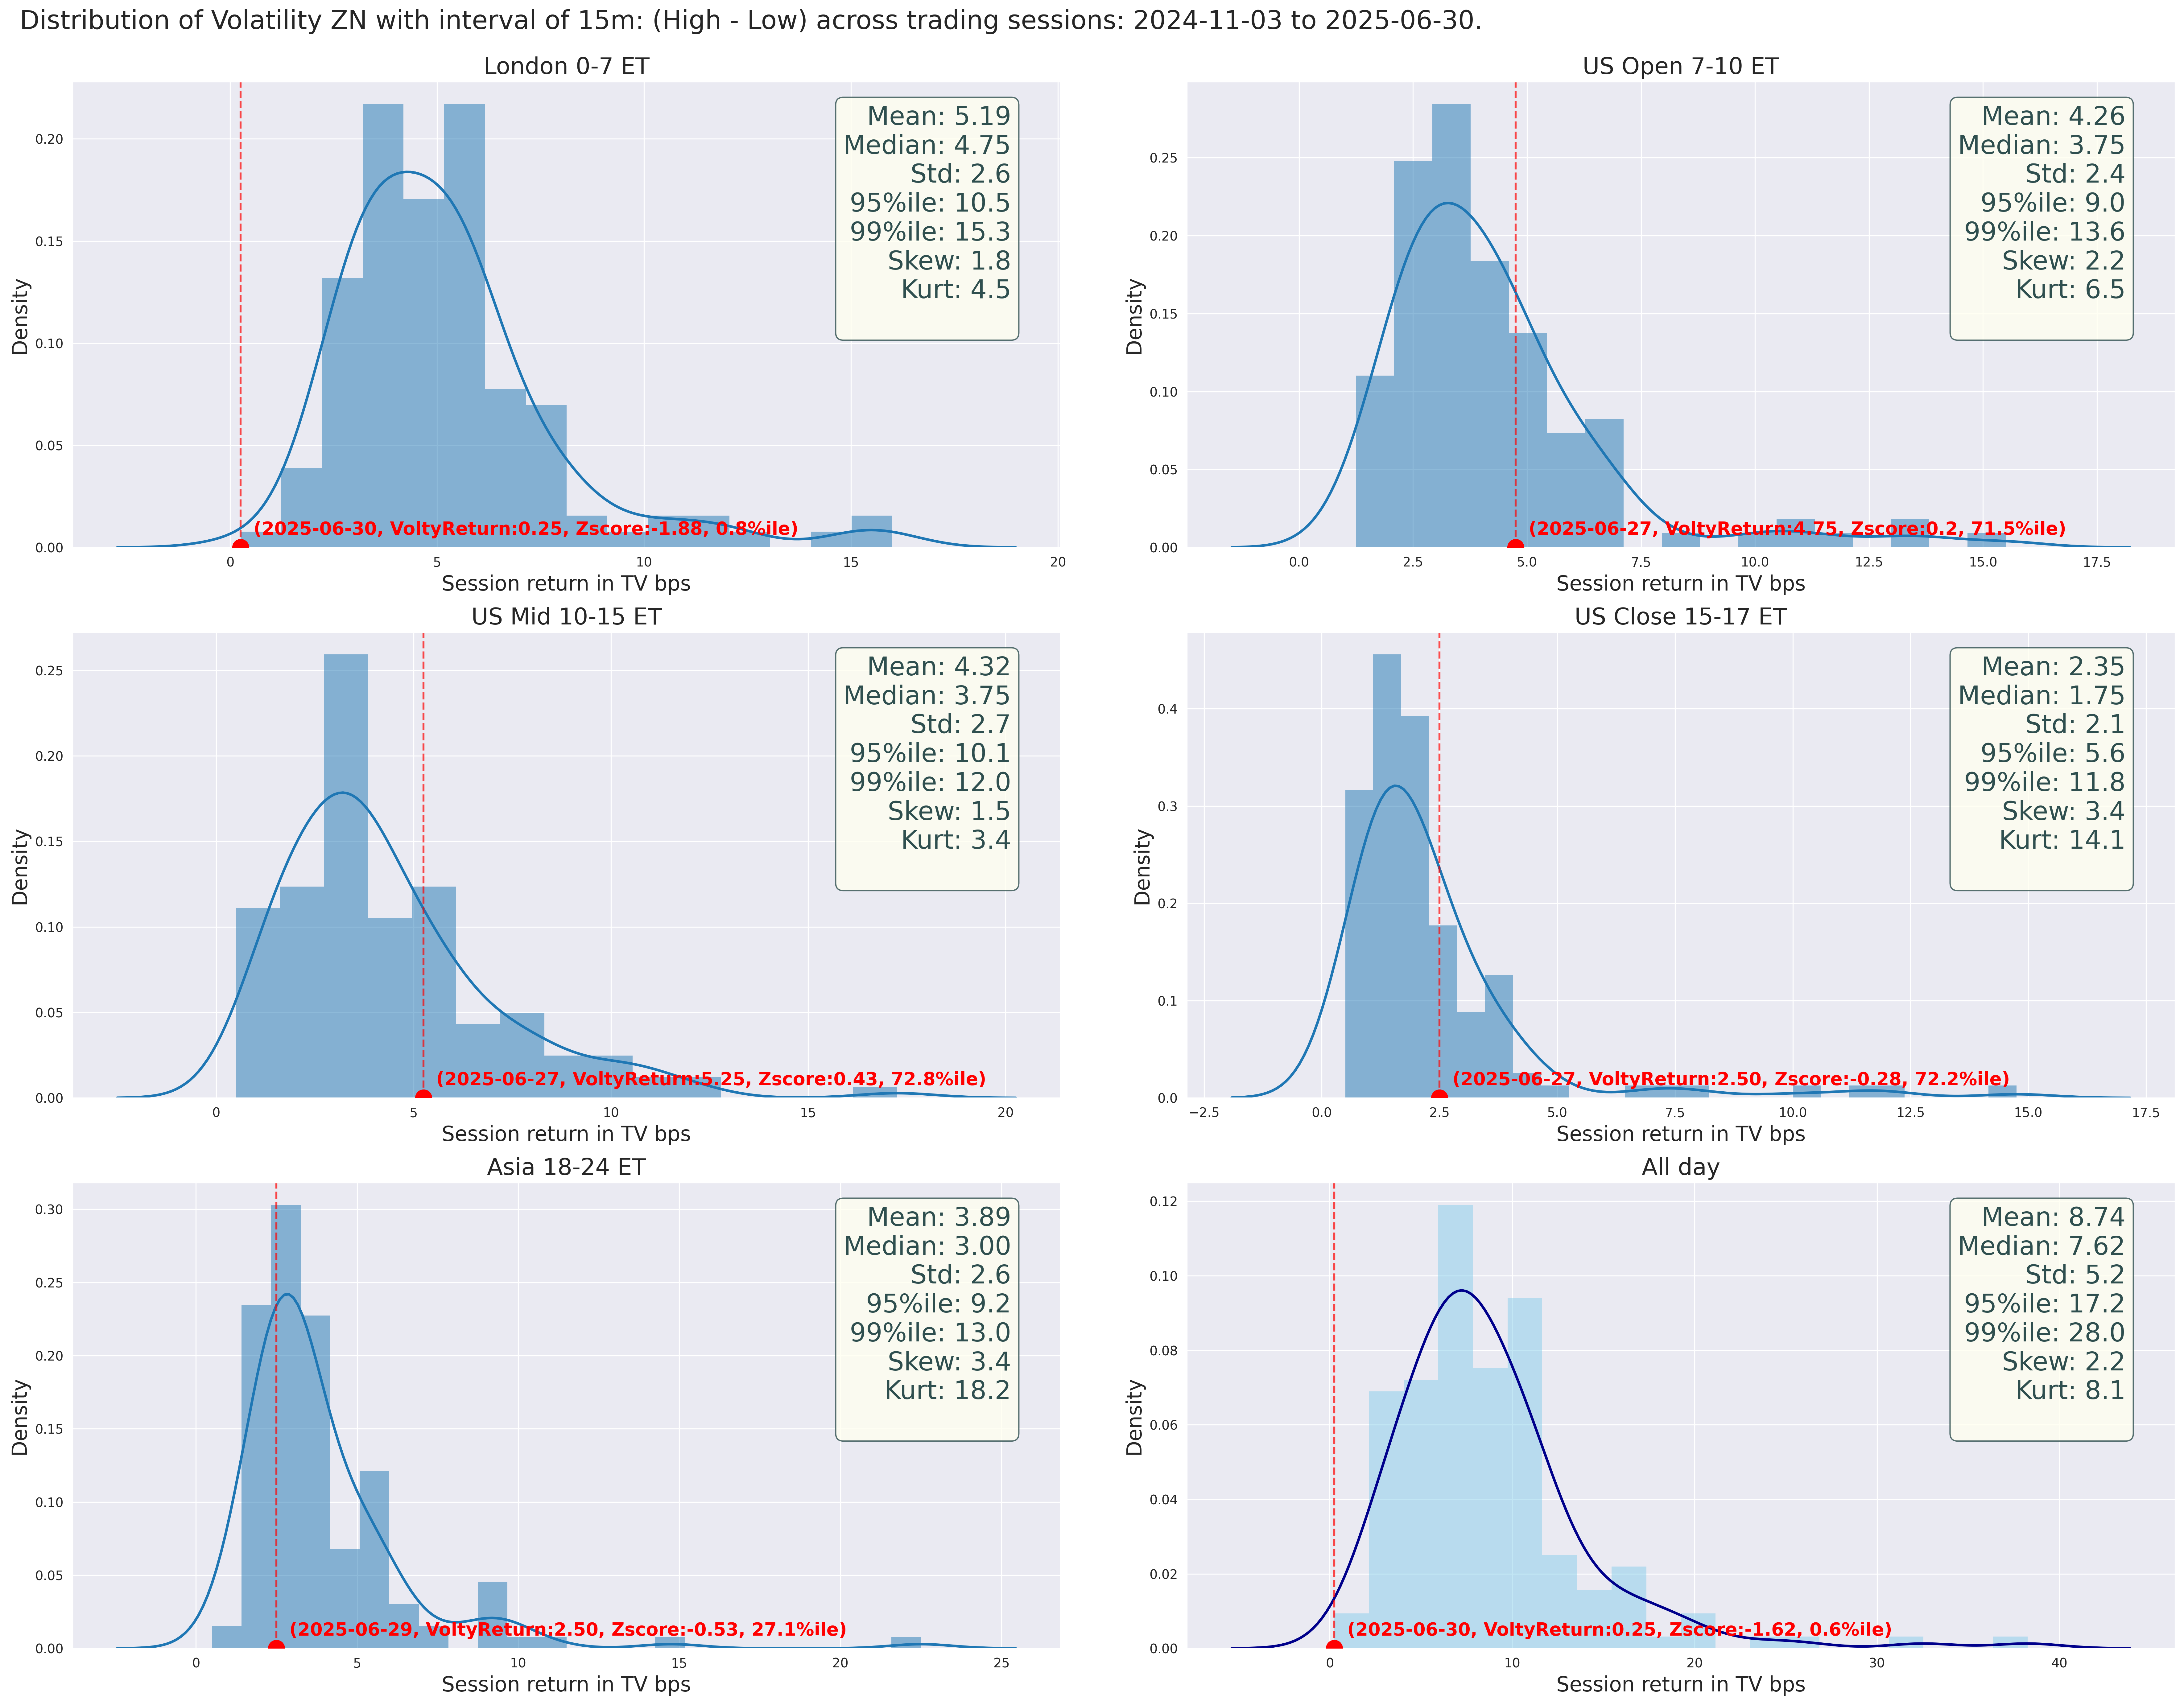 Distribution of Volatility ZN with interval of 15m: (High - Low) across trading sessions: 2024-11-03 to 2025-06-30.
London 0-7 ET
Density
0.20
0.15
0.10
0.05
0.00
Mean: 5.19
Median: 4.75
Std: 2.6
95%ile: 10.5
99%ile: 15.3
Skew: 1.8
Kurt: 4.5
(2025-06-30, VoltyReturn:0.25, Zscore:-1.88, 0.8%ile)
0 5 10 15 20
Session return in TV bps
US Open 7-10 ET
Density
0.25
0.20
0.15
0.10
0.05
0.00
Mean: 4.26
Median: 3.75
Std: 2.4
95%ile: 9.0
99%ile: 13.6
Skew: 2.2
Kurt: 6.5
(2025-06-27, VoltyReturn:4.75, Zscore:0.2, 71.5%ile)
0.0 2.5 5.0 7.5 10.0 12.5 15.0 17.5
Session return in TV bps
US Mid 10-15 ET
Density
0.25
0.20
0.15
0.10
0.05
0.00
Mean: 4.32
Median: 3.75
Std: 2.7
95%ile: 10.1
99%ile: 12.0
Skew: 1.5
Kurt: 3.4
(2025-06-27, VoltyReturn:5.25, Zscore:0.43, 72.8%ile)
0 5 10 15 20
Session return in TV bps
US Close 15-17 ET
Density
0.4
0.3
0.2
0.1
0.0
Mean: 2.35
Median: 1.75
Std: 2.1
95%ile: 5.6
99%ile: 11.8
Skew: 3.4
Kurt: 14.1
(2025-06-27, VoltyReturn:2.50, Zscore:-0.28, 72.2%ile)
−2.5 0.0 2.5 5.0 7.5 10.0 12.5 15.0 17.5
Session return in TV bps
Asia 18-24 ET
Density
0.30
0.25
0.20
0.15
0.10
0.05
0.00
Mean: 3.89
Median: 3.00
Std: 2.6
95%ile: 9.2
99%ile: 13.0
Skew: 3.4
Kurt: 18.2
(2025-06-29, VoltyReturn:2.50, Zscore:-0.53, 27.1%ile)
0 5 10 15 20 25
Session return in TV bps
All day
Density
0.12
0.10
0.08
0.06
0.04
0.02
0.00
Mean: 8.74
Median: 7.62
Std: 5.2
95%ile: 17.2
99%ile: 28.0
Skew: 2.2
Kurt: 8.1
(2025-06-30, VoltyReturn:0.25, Zscore:-1.62, 0.6%ile)
0 10 20 30 40
Session return in TV bps